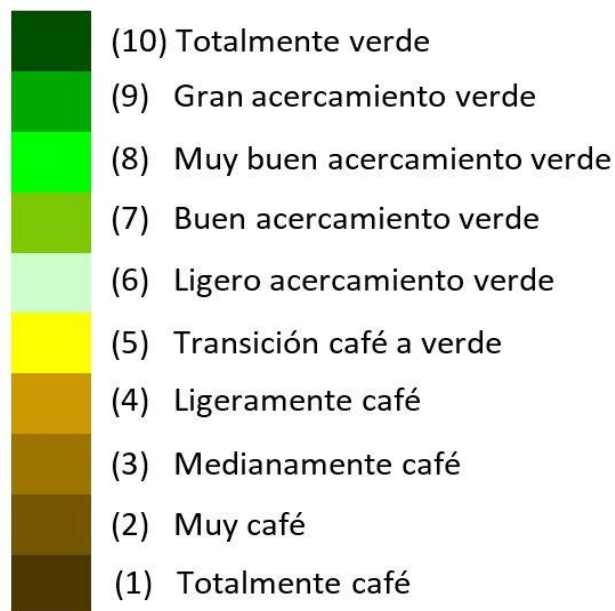 (10) Totalmente verde
(9) Gran acercamiento verde
(8) Muy buen acercamiento verde
(7) Buen acercamiento verde
(6) Ligero acercamiento verde
(5) Transición café a verde
(4) Ligeramente café
(3) Medianamente café
(2) Muy café
(1) Totalmente café